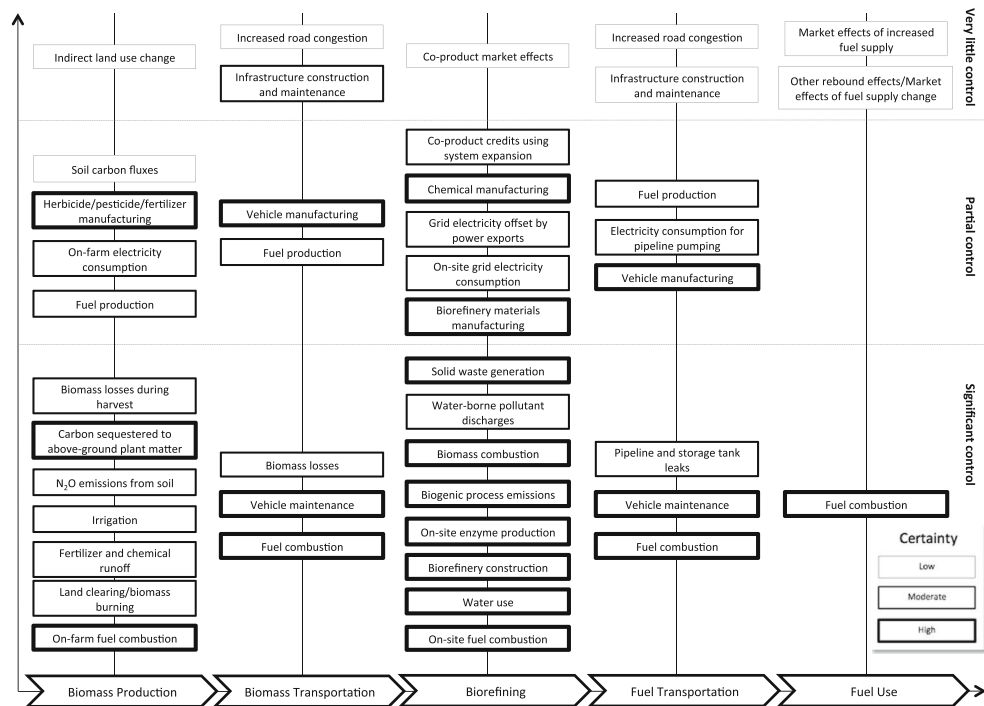 Very little control
Indirect land use change
Increased road congestion
Infrastructure construction
and maintenance
Co-product market effects
Increased road congestion
Infrastructure construction
and maintenance
Market effects of increased
fuel supply
Other rebound effects/Market
effects of fuel supply change
Partial control
Soil carbon fluxes
Herbicide/pesticide/fertilizer
manufacturing
On-farm electricity
consumption
Fuel production
Vehicle manufacturing
Fuel production
Co-product credits using
system expansion
Chemical manufacturing
Grid electricity offset by
power exports
On-site grid electricity
consumption
Biorefinery materials
manufacturing
Fuel production
Electricity consumption for
pipeline pumping
Vehicle manufacturing
Significant control
Biomass losses during
harvest
Carbon sequestered to
above-ground plant matter
N₂O emissions from soil
Irrigation
Fertilizer and chemical
runoff
Land clearing/biomass
burning
On-farm fuel combustion
Biomass losses
Vehicle maintenance
Fuel combustion
Solid waste generation
Water-borne pollutant
discharges
Biomass combustion
Biogenic process emissions
On-site enzyme production
Biorefinery construction
Water use
On-site fuel combustion
Pipeline and storage tank
leaks
Vehicle maintenance
Fuel combustion
Fuel combustion
Certainty
Low
Moderate
High
Biomass Production
Biomass Transportation
Biorefining
Fuel Transportation
Fuel Use